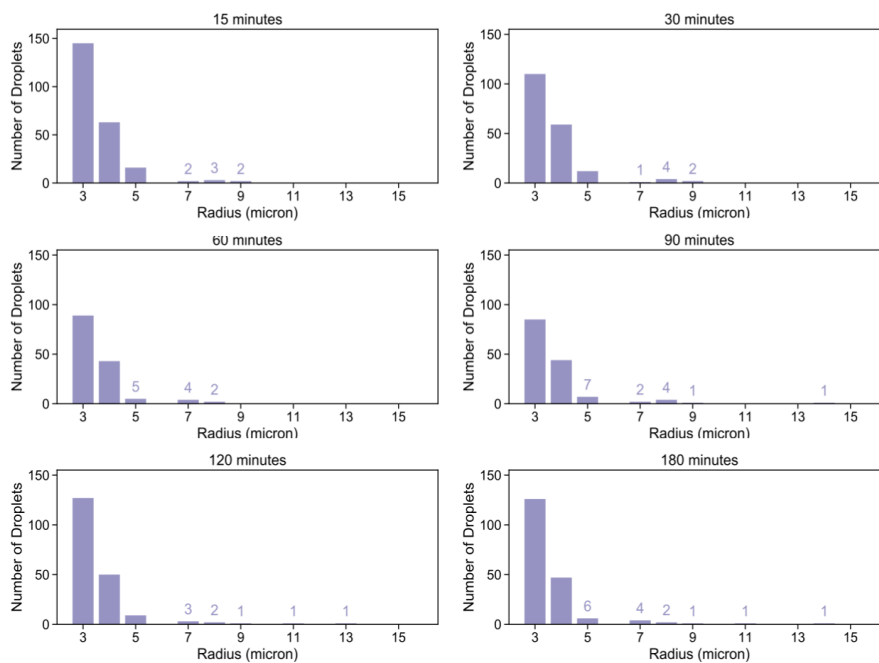 15 minutes
150
100
50
0
Number of Droplets
2 3 2
3 5 7 9 11 13 15
Radius (micron)
30 minutes
150
100
50
0
Number of Droplets
1 4 2
3 5 7 9 11 13 15
Radius (micron)
60 minutes
150
100
50
0
Number of Droplets
5 4 2
3 5 7 9 11 13 15
Radius (micron)
90 minutes
150
100
50
0
Number of Droplets
7 2 4 1 1
3 5 7 9 11 13 15
Radius (micron)
120 minutes
150
100
50
0
Number of Droplets
3 2 1 1 1
3 5 7 9 11 13 15
Radius (micron)
180 minutes
150
100
50
0
Number of Droplets
6 4 2 1 1 1
3 5 7 9 11 13 15
Radius (micron)